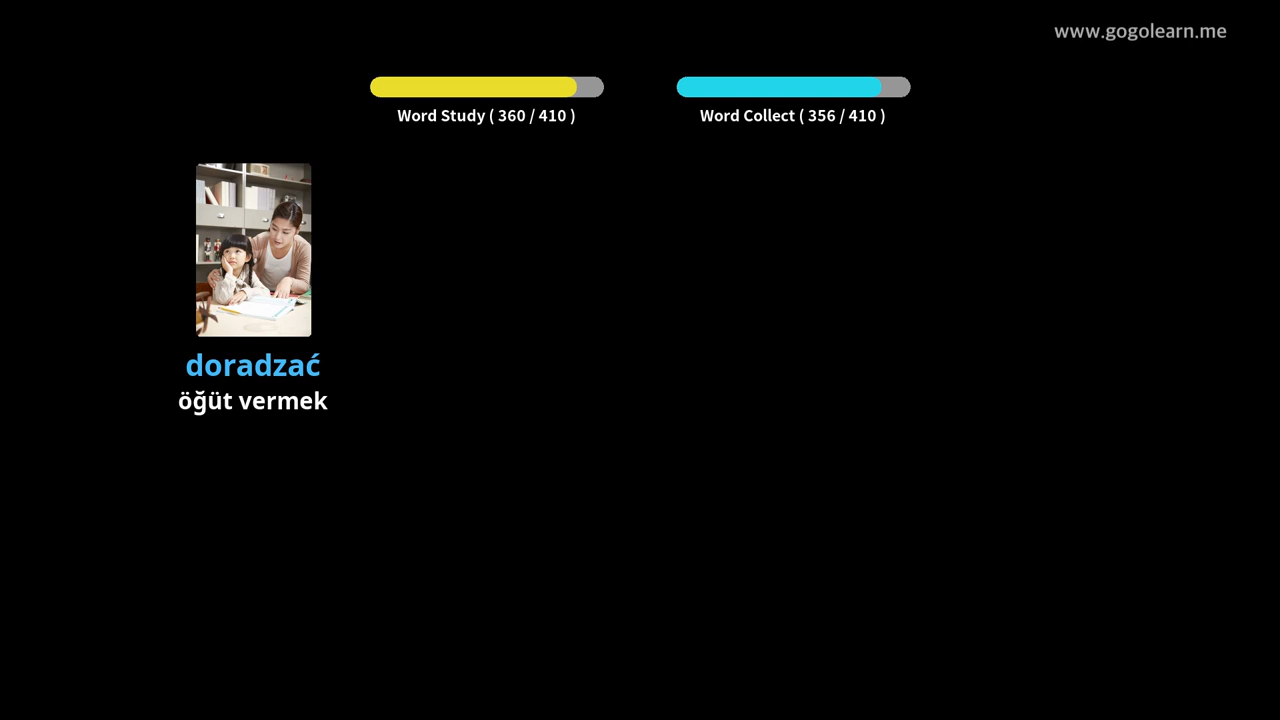 www.gogolearn.me
Word Study ( 360 / 410 )
Word Collect ( 356 / 410 )
doradzać
öğüt vermek